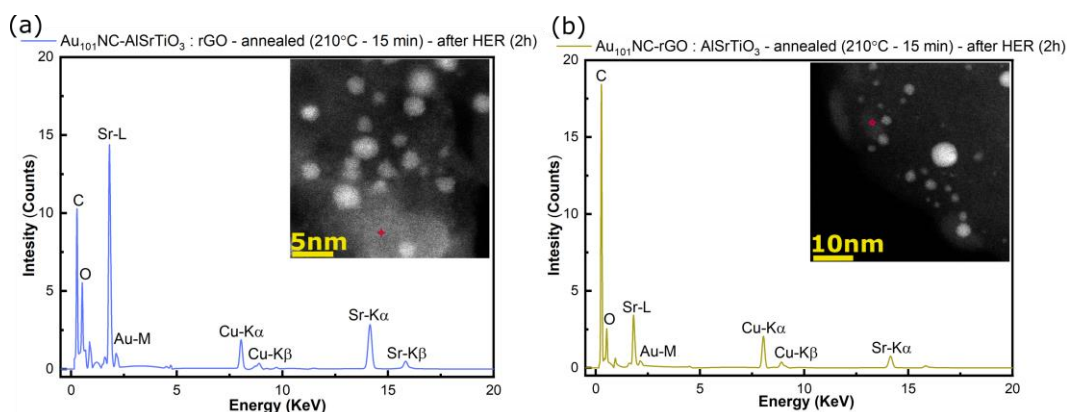 (a)
Au₁₀₁NC-AlSrTiO₃ : rGO - annealed (210°C - 15 min) - after HER (2h)
20
15
10
5
0
Intesity (Counts)
C
O
Sr-L
Au-M
Cu-Kα
Cu-Kβ
Sr-Kα
Sr-Kβ
5nm
0
5
10
15
20
Energy (KeV)
(b)
Au₁₀₁NC-rGO : AlSrTiO₃ - annealed (210°C - 15 min) - after HER (2h)
20
15
10
5
0
Intesity (Counts)
C
O
Sr-L
Au-M
Cu-Kα
Cu-Kβ
Sr-Kα
10nm
0
5
10
15
20
Energy (KeV)